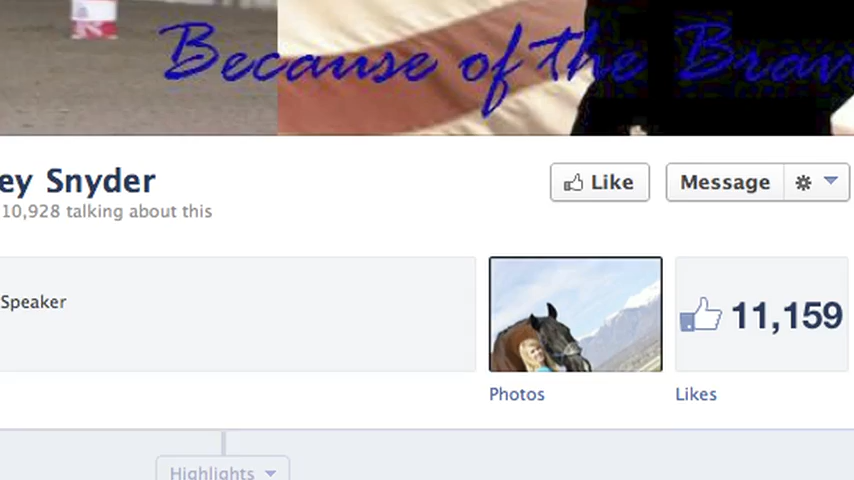 Because of the Brav
ey Snyder
Like
Message
10,928 talking about this
Speaker
11,159
Photos
Likes
Highlights